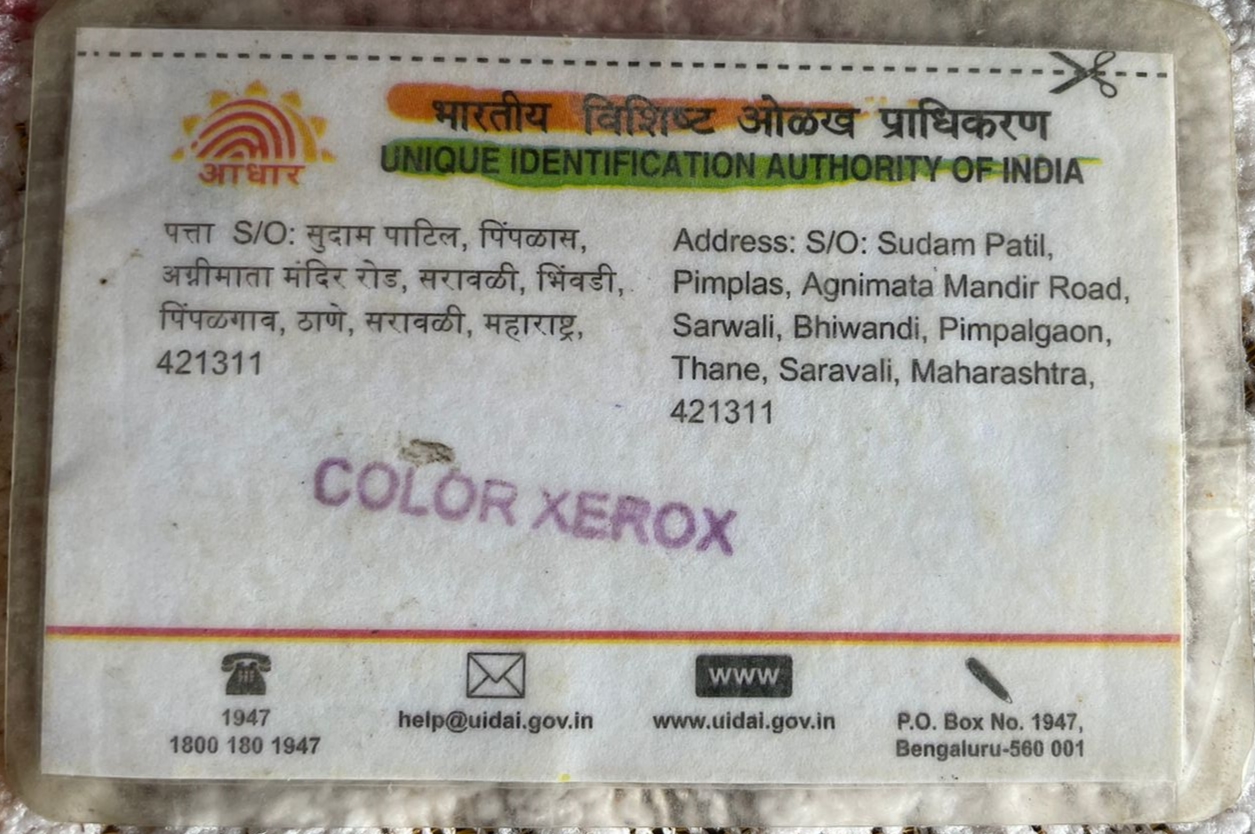 भारतीय विशिष्ट ओळख प्राधिकरण
आधार
UNIQUE IDENTIFICATION AUTHORITY OF INDIA
पत्ता S/O: सुदाम पाटिल, पिंपळास,
अग्नीमाता मंदिर रोड, सरावळी, भिंवडी,
पिंपळगाव, ठाणे, सरावळी, महाराष्ट्र,
421311
Address: S/O: Sudam Patil,
Pimplas, Agnimata Mandir Road,
Sarwali, Bhiwandi, Pimpalgaon,
Thane, Saravali, Maharashtra,
421311
COLOR XEROX
1947
1800 180 1947
help@uidai.gov.in
www
www.uidai.gov.in
P.O. Box No. 1947,
Bengaluru-560 001